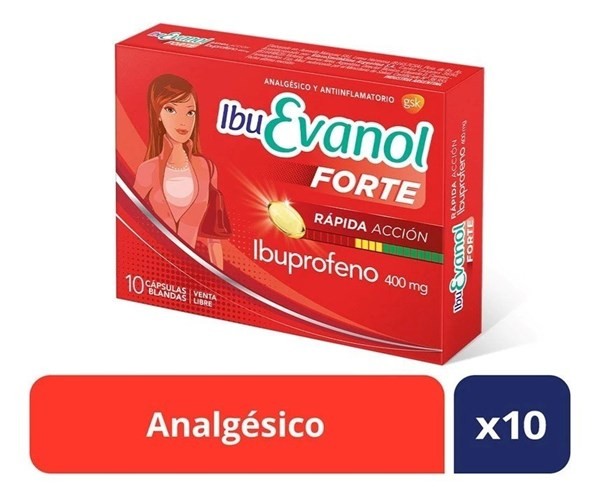 ANALGÉSICO Y ANTIINFLAMATORIO
gsk
IbuEvanol
FORTE
RÁPIDA ACCIÓN
Ibuprofeno 400 mg
10 CÁPSULAS BLANDAS VENTA LIBRE
IbuEvanol FORTE
RÁPIDA ACCIÓN
Ibuprofeno 400 mg
Analgésico
x10